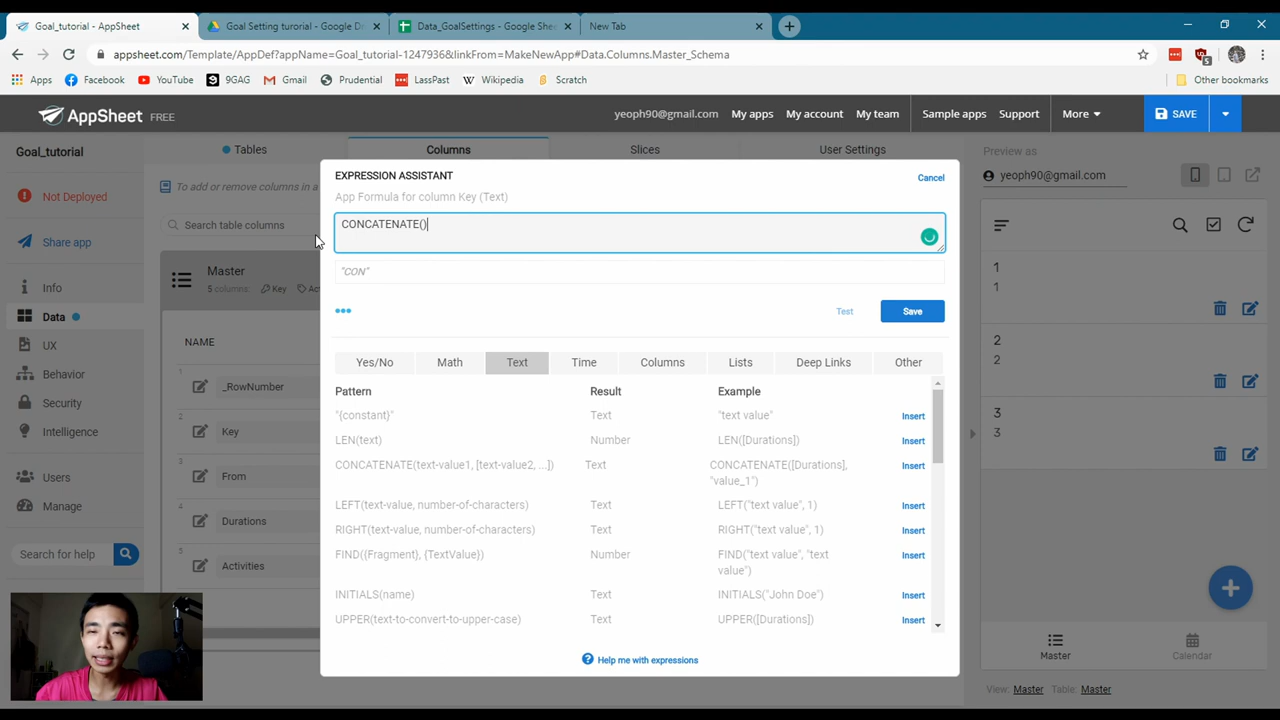 Goal_tutorial - AppSheet
Goal Setting turorial - Google Dr
Data_GoalSettings - Google Shee
New Tab
appsheet.com/Template/AppDef?appName=Goal_tutorial-1247936&linkFrom=MakeNewApp#Data.Columns.Master_Schema
5
Apps Facebook YouTube 9GAG Gmail Prudential LassPast Wikipedia Scratch Other bookmarks
AppSheet FREE
yeoph90@gmail.com My apps My account My team Sample apps Support More SAVE
Goal_tutorial
Tables Columns Slices User Settings
Preview as
Not Deployed
To add or remove columns in a
yeoph90@gmail.com
Share app
Search table columns
Info
Data
UX
Behavior
Security
Intelligence
Users
Manage
Search for help
Master
5 columns: Key Ac
NAME
1
_RowNumber
2
Key
3
From
4
Durations
5
Activities
EXPRESSION ASSISTANT
Cancel
App Formula for column Key (Text)
CONCATENATE()
"CON"
Test Save
Yes/No Math Text Time Columns Lists Deep Links Other
Pattern Result Example
"{constant}" Text "text value" Insert
LEN(text) Number LEN([Durations]) Insert
CONCATENATE(text-value1, [text-value2, ...]) Text CONCATENATE([Durations], Insert
"value_1")
LEFT(text-value, number-of-characters) Text LEFT("text value", 1) Insert
RIGHT(text-value, number-of-characters) Text RIGHT("text value", 1) Insert
FIND({Fragment}, {TextValue}) Number FIND("text value", "text Insert
value")
INITIALS(name) Text INITIALS("John Doe") Insert
UPPER(text-to-convert-to-upper-case) Text UPPER([Durations]) Insert
Help me with expressions
1
1
2
2
3
3
Master Calendar
View: Master Table: Master